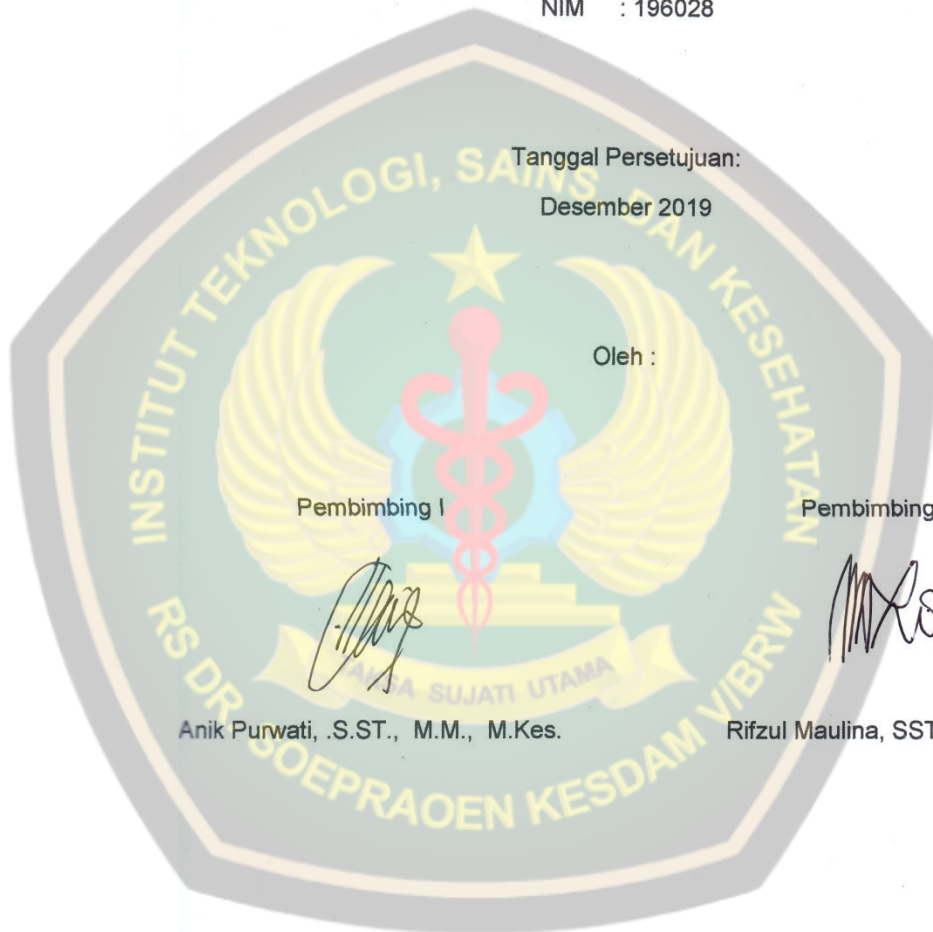 NIM : 196028
Tanggal Persetujuan:
Desember 2019
Oleh :
Pembimbing I
Pembimbing
Anik Purwati, .S.ST., M.M., M.Kes.
Rifzul Maulina, SST
INSTITUT TEKNOLOGI, SAINS, DAN KESEHATAN
SUJATI UTAMA
RS DR. SOEPRAOEN KESDAM V/BRW